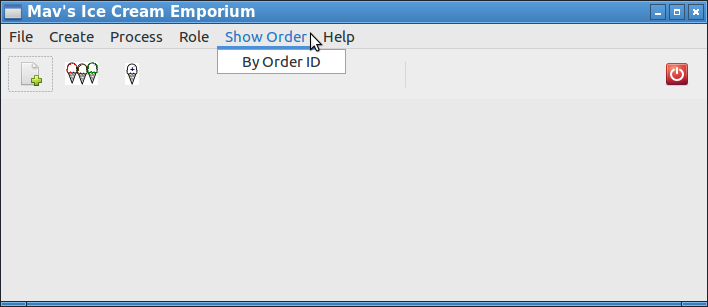 Mav's Ice Cream Emporium
File Create Process Role Show Order Help
By Order ID